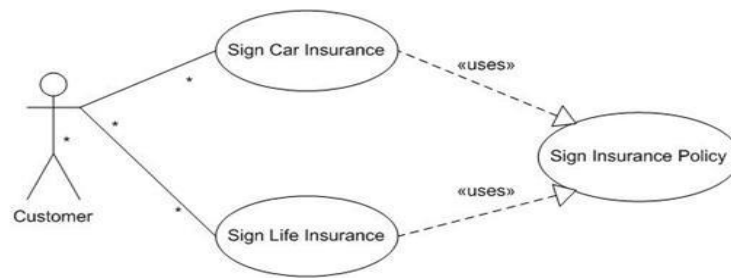 Sign Car Insurance
«uses»
*
*
*
Sign Insurance Policy
«uses»
*
Customer
Sign Life Insurance